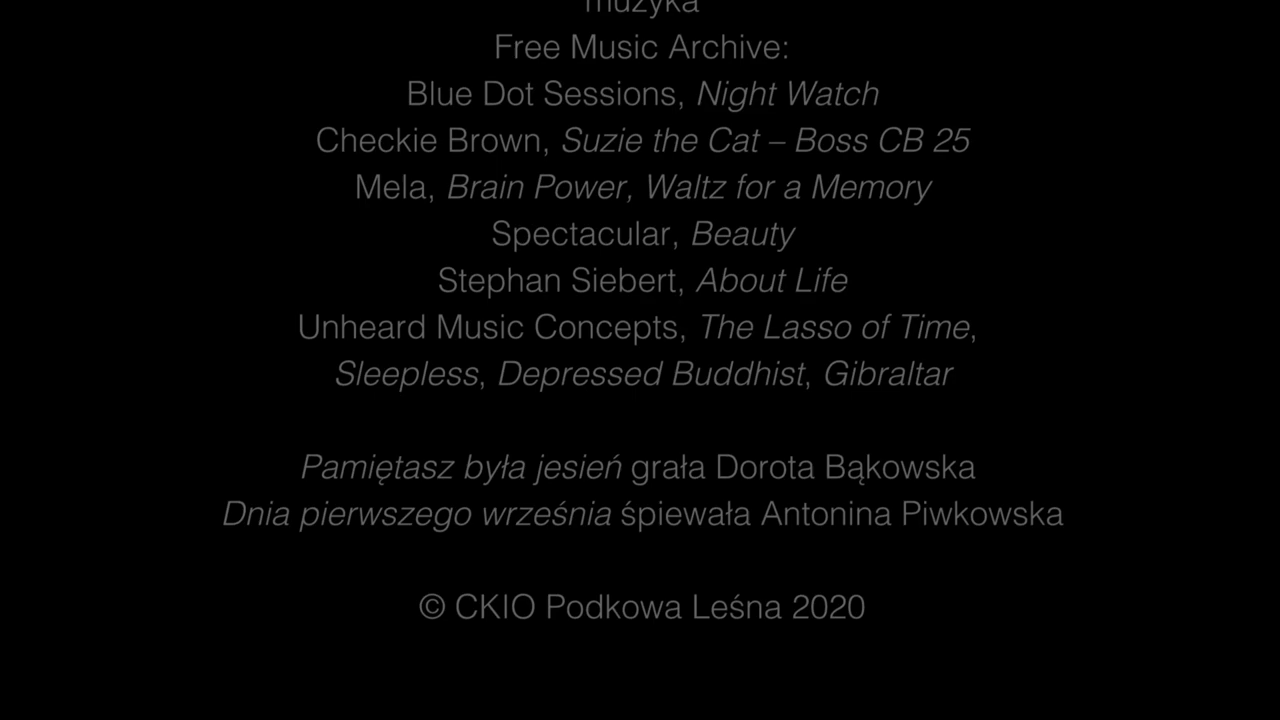 muzyka
Free Music Archive:
Blue Dot Sessions, Night Watch
Checkie Brown, Suzie the Cat – Boss CB 25
Mela, Brain Power, Waltz for a Memory
Spectacular, Beauty
Stephan Siebert, About Life
Unheard Music Concepts, The Lasso of Time,
Sleepless, Depressed Buddhist, Gibraltar
Pamiętasz była jesień grała Dorota Bąkowska
Dnia pierwszego września śpiewała Antonina Piwkowska
© CKIO Podkowa Leśna 2020